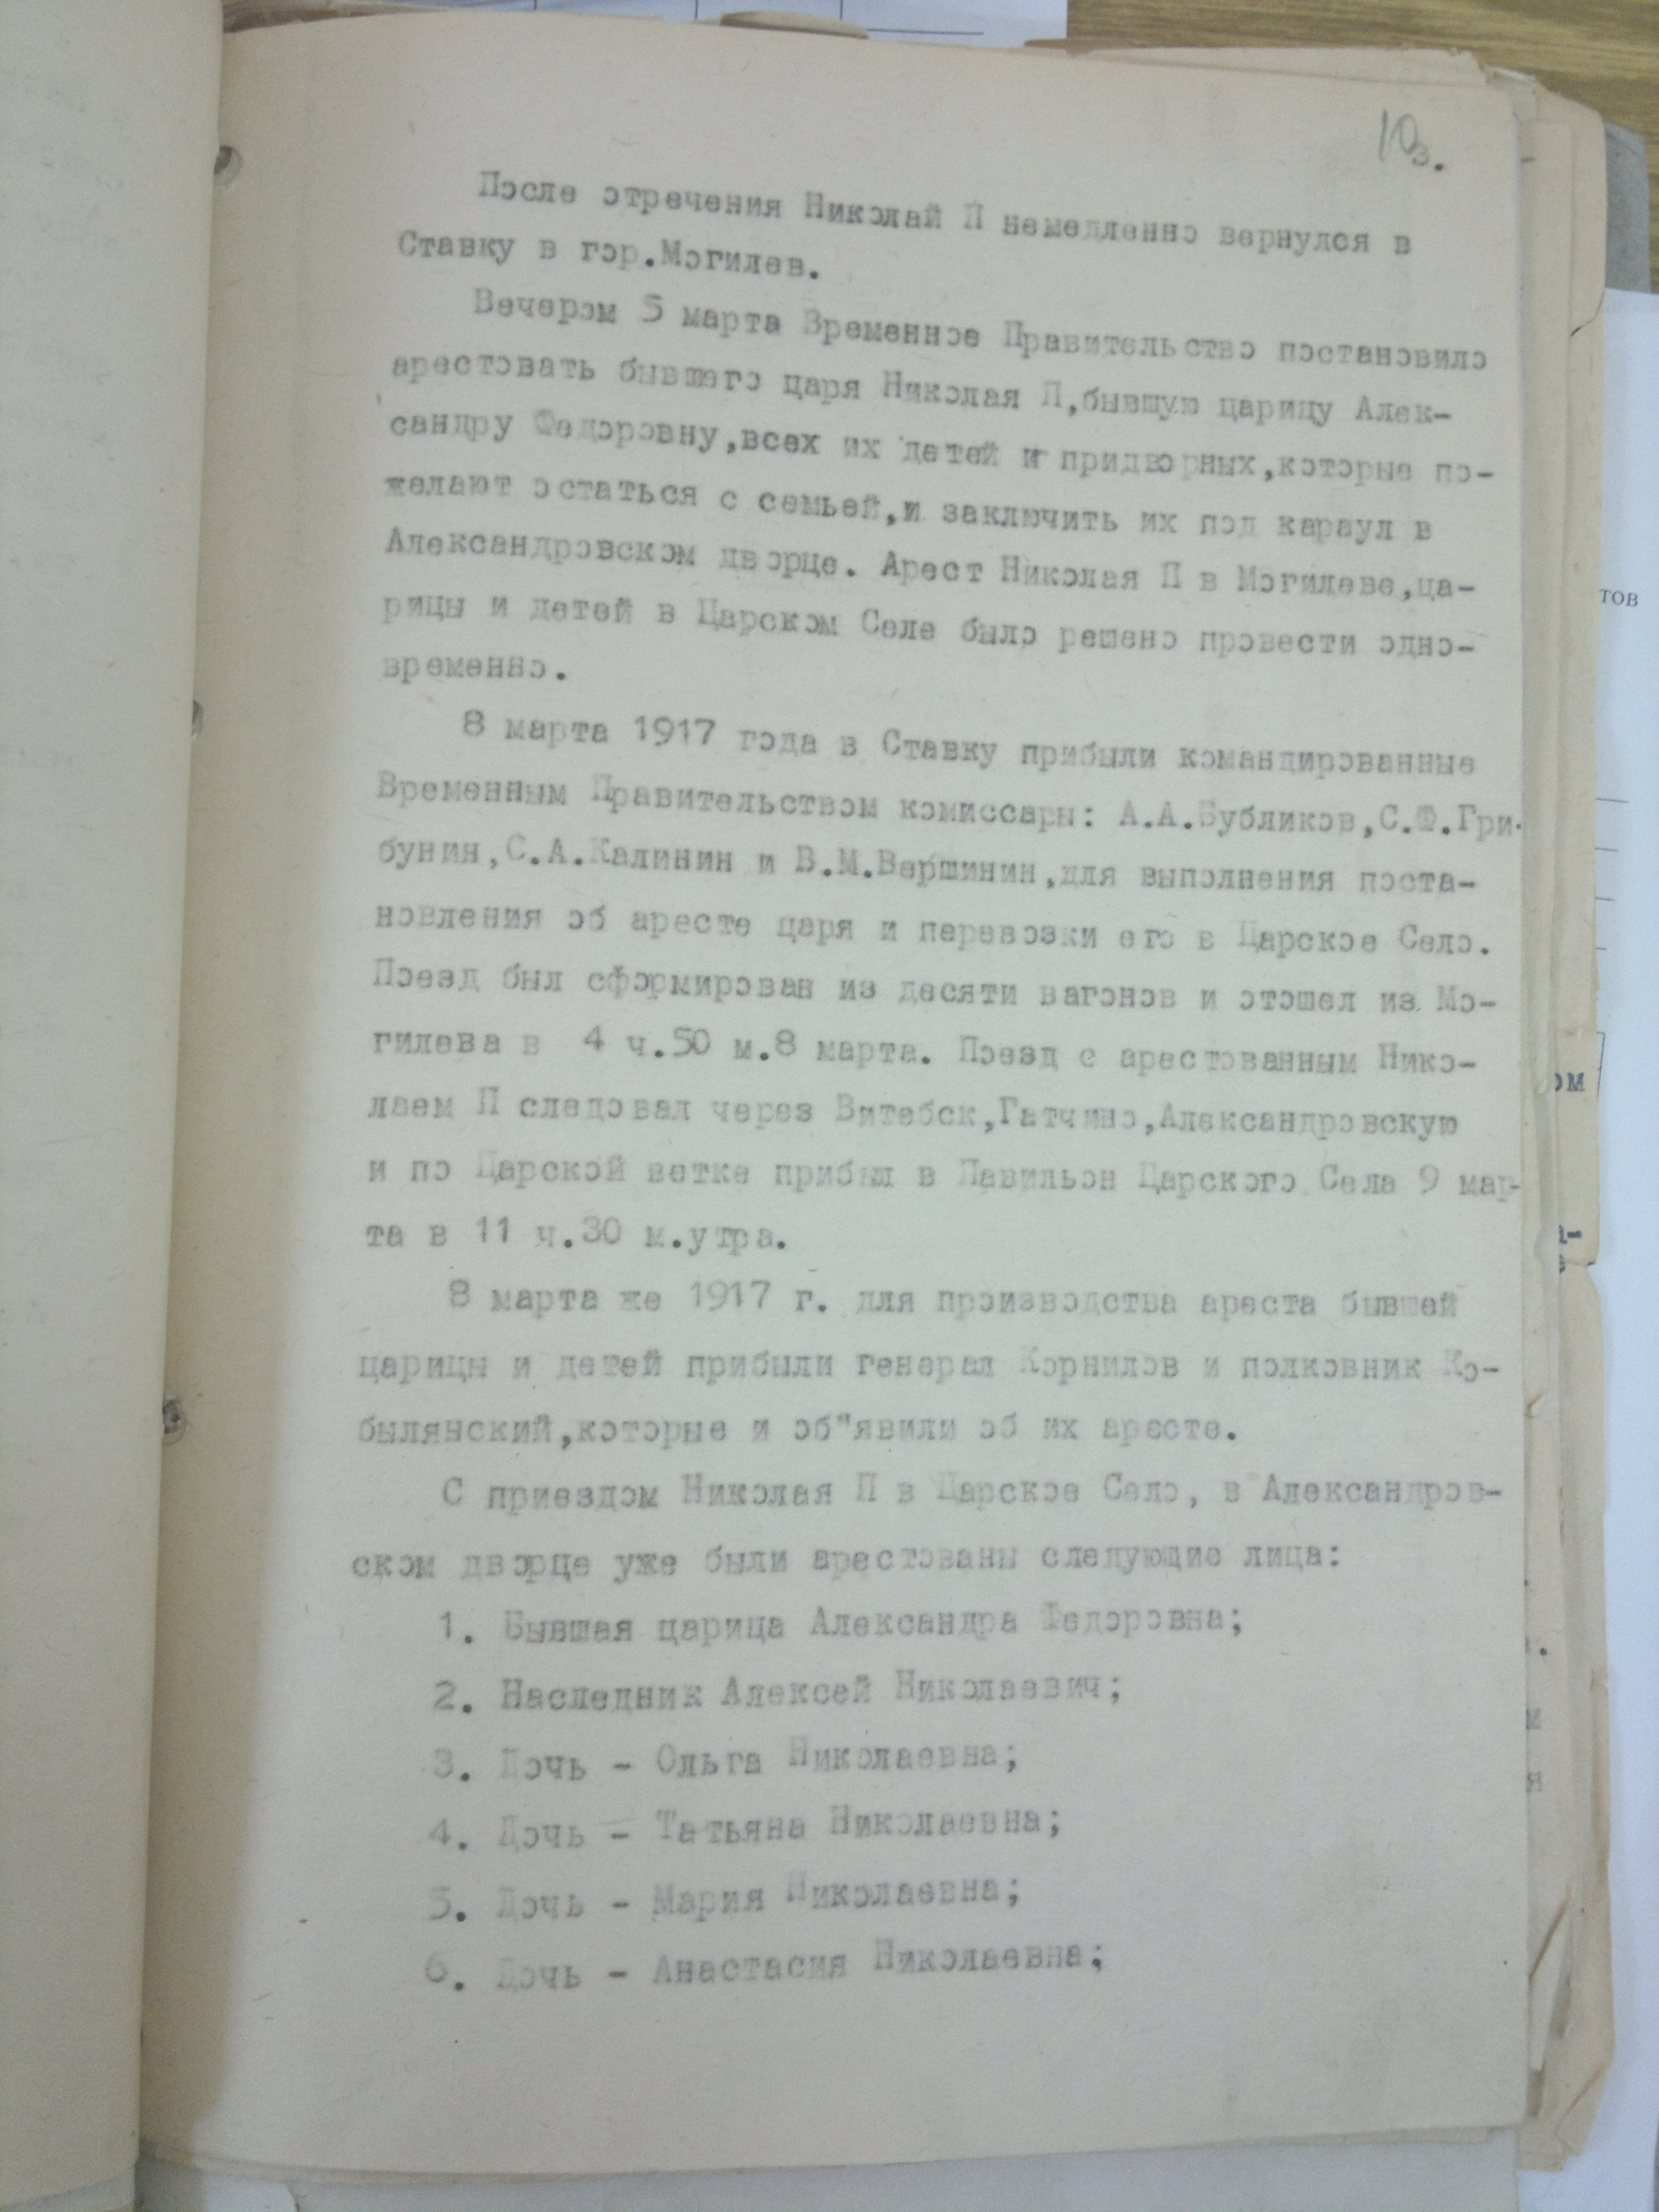 103.
После отречения Николай П немедленно вернулся в
Ставку в гор.Могилев.
Вечером 5 марта Временное Правительство постановило
арестовать бывшего царя Николая П,бывшую царицу Алек-
сандру Федоровну,всех их детей и придворных,которые по-
желают остаться с семьей,и заключить их под караул в
Александровском дворце. Арест Николая П в Могилеве,ца-
рицы и детей в Царском Селе было решено провести одно-
временно.
8 марта 1917 года в Ставку прибыли командированные
Временным Правительством комиссары: А.А.Бубликов,С.Ф.Гри-
бунин,С.А.Калинин и В.М.Вершинин,для выполнения поста-
новления об аресте царя и перевозки его в Царское Село.
Поезд был сформирован из десяти вагонов и отошел из Мо-
гилева в 4 ч.50 м.8 марта. Поезд с арестованным Нико-
лаем П следовал через Витебск,Гатчино,Александровскую
и по Царской ветке прибыл в Павильон Царского Села 9 мар-
та в 11 ч.30 м.утра.
8 марта же 1917 г. для производства ареста бывшей
царицы и детей прибыли генерал Корнилов и полковник Ко-
былянский,которые и об"явили об их аресте.
С приездом Николая П в Царское Село, в Александров-
ском дворце уже были арестованы следующие лица:
1. Бывшая царица Александра Федоровна;
2. Наследник Алексей Николаевич;
3. Дочь - Ольга Николаевна;
4. Дочь - Татьяна Николаевна;
5. Дочь - Мария Николаевна;
6. Дочь - Анастасия Николаевна;
тов
ом